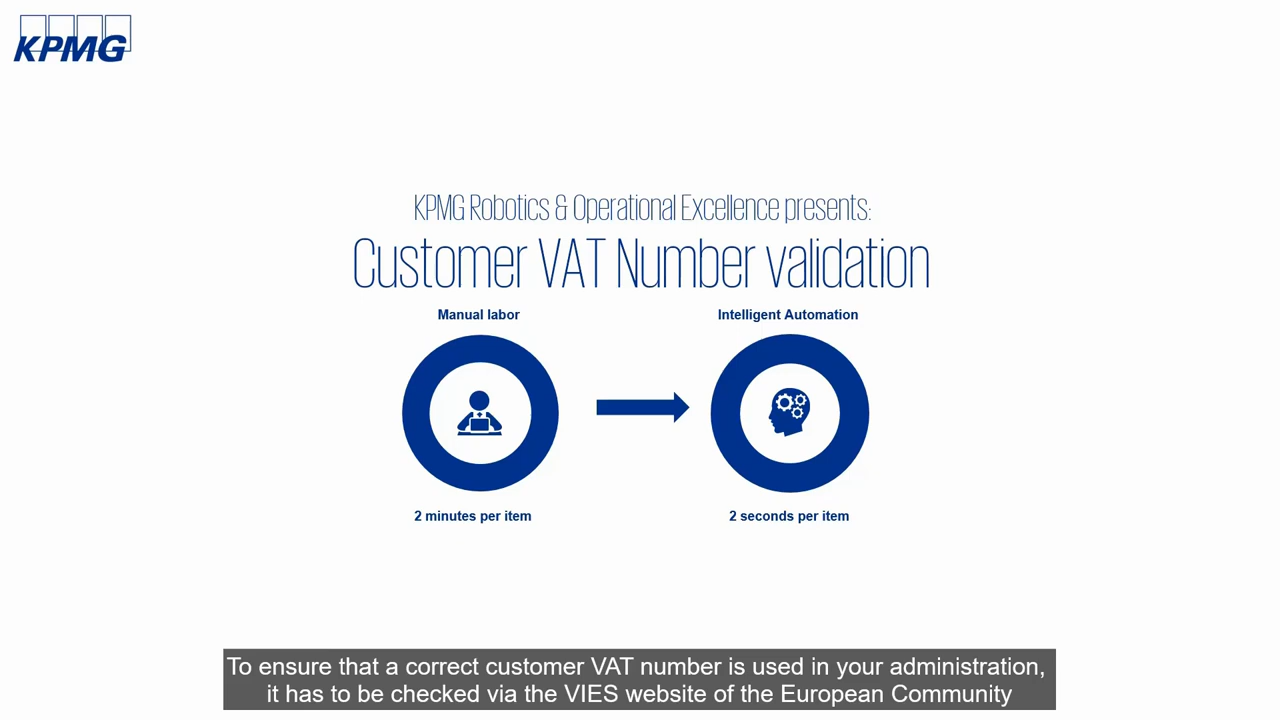 KPMG
KPMG Robotics & Operational Excellence presents:
Customer VAT Number validation
Manual labor
Intelligent Automation
2 minutes per item
2 seconds per item
To ensure that a correct customer VAT number is used in your administration,
it has to be checked via the VIES website of the European Community